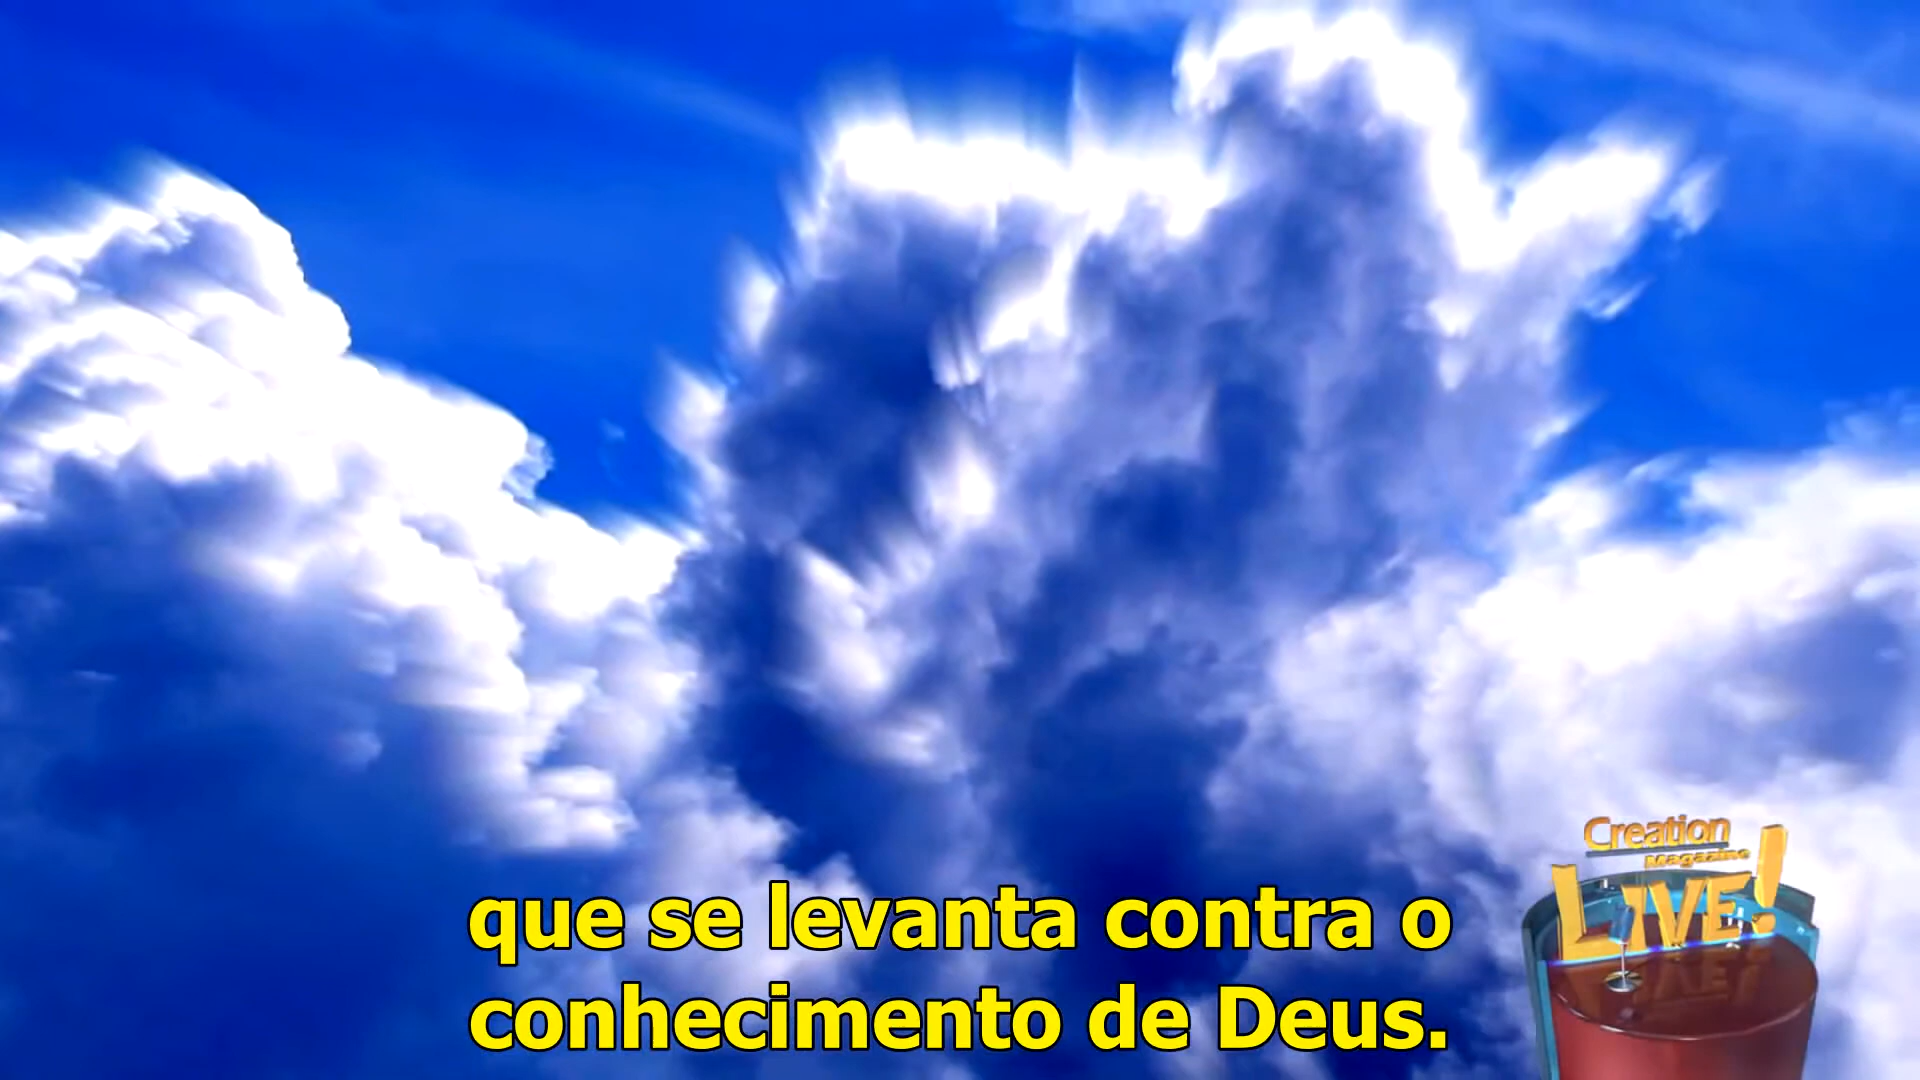 Creation
Magazine
LIVE!
que se levanta contra o
conhecimento de Deus.